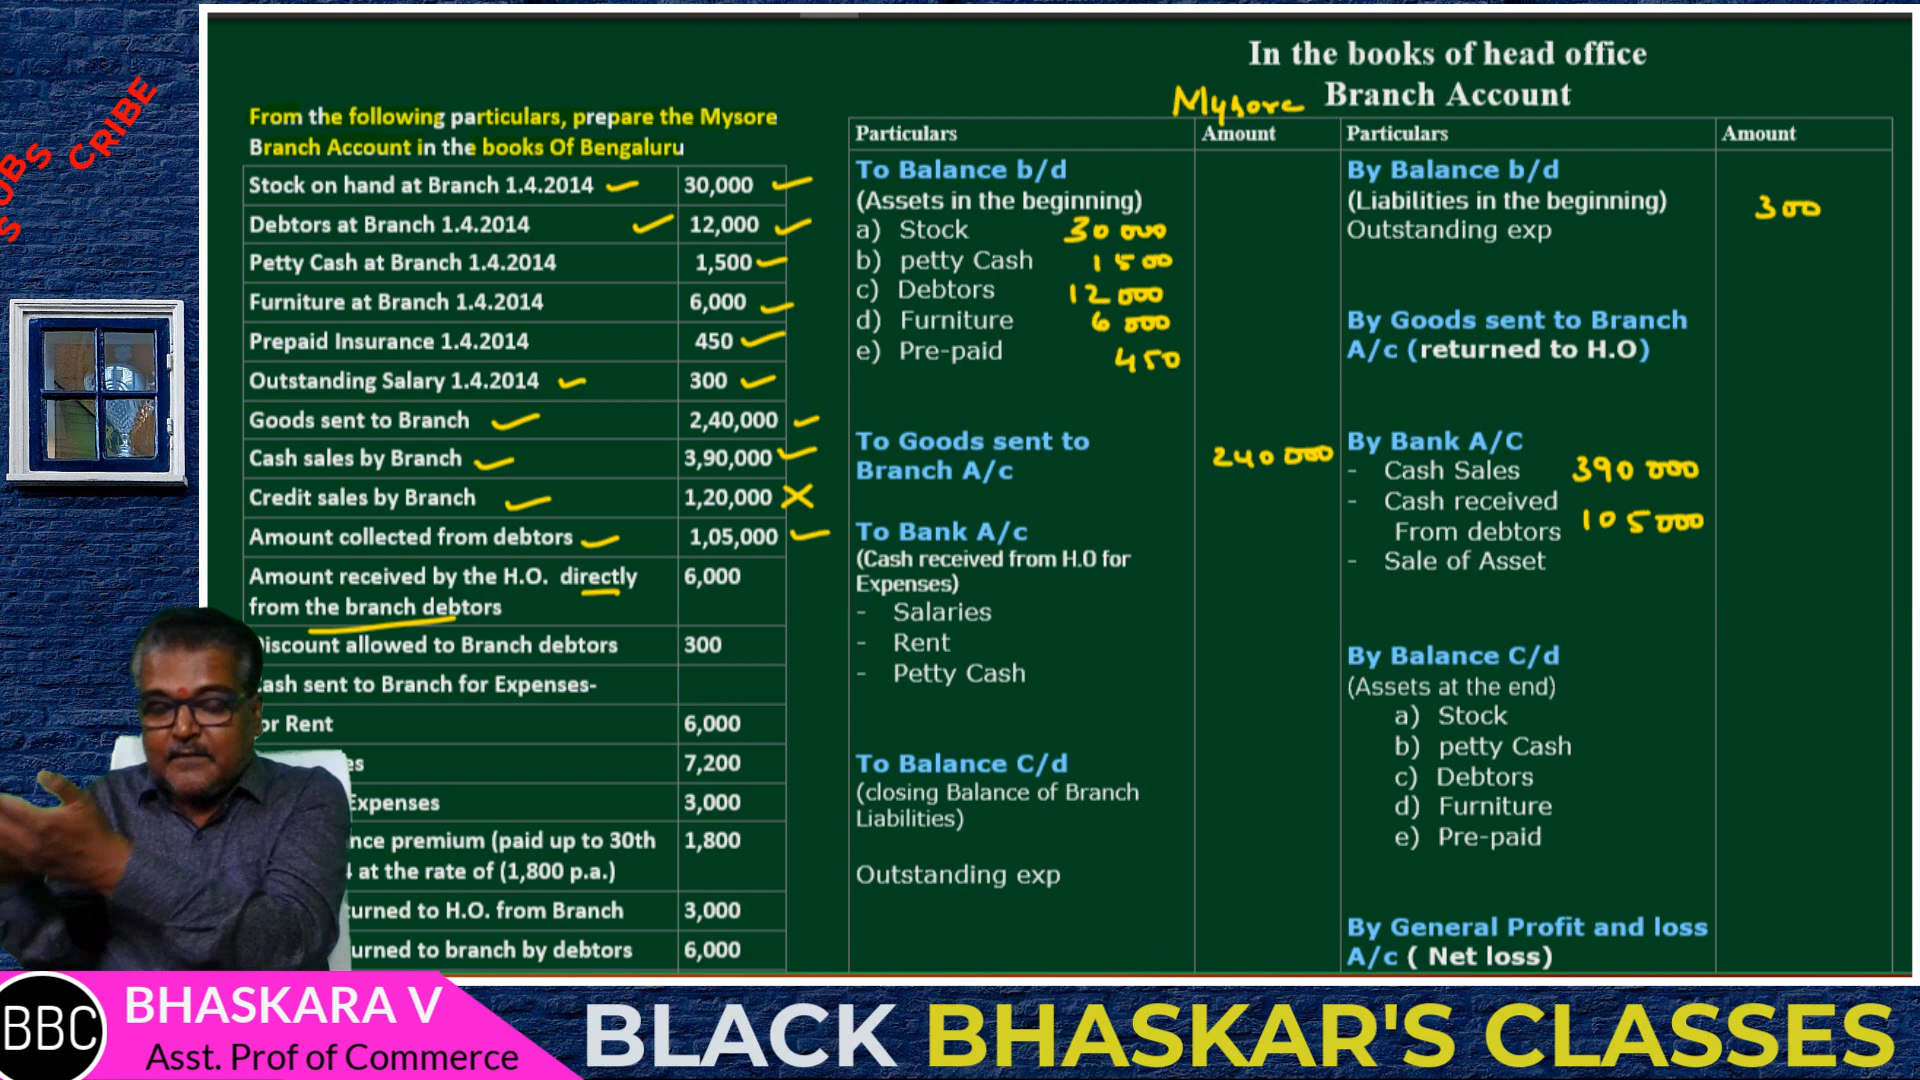 SUBS
CRIBE
S
From the following particulars, prepare the Mysore
Branch Account in the books Of Bengaluru
Stock on hand at Branch 1.4.2014 30,000
Debtors at Branch 1.4.2014 12,000
Petty Cash at Branch 1.4.2014 1,500
Furniture at Branch 1.4.2014 6,000
Prepaid Insurance 1.4.2014 450
Outstanding Salary 1.4.2014 300
Goods sent to Branch 2,40,000
Cash sales by Branch 3,90,000
Credit sales by Branch 1,20,000
Amount collected from debtors 1,05,000
Amount received by the H.O. directly 6,000
from the branch debtors
iscount allowed to Branch debtors 300
ash sent to Branch for Expenses-
or Rent 6,000
es 7,200
Expenses 3,000
nce premium (paid up to 30th 1,800
at the rate of (1,800 p.a.)
urned to H.O. from Branch 3,000
urned to branch by debtors 6,000
In the books of head office
Mysore Branch Account
Particulars Amount Particulars Amount
To Balance b/d
(Assets in the beginning)
a) Stock 30 000
b) petty Cash 1500
c) Debtors 12 000
d) Furniture 6 000
e) Pre-paid 450
To Goods sent to
Branch A/c 240 000
To Bank A/c
(Cash received from H.O for
Expenses)
- Salaries
- Rent
- Petty Cash
To Balance C/d
(closing Balance of Branch
Liabilities)
Outstanding exp
By Balance b/d
(Liabilities in the beginning) 300
Outstanding exp
By Goods sent to Branch
A/c (returned to H.O)
By Bank A/C
- Cash Sales 390 000
- Cash received
From debtors 105 000
- Sale of Asset
By Balance C/d
(Assets at the end)
a) Stock
b) petty Cash
c) Debtors
d) Furniture
e) Pre-paid
By General Profit and loss
A/c ( Net loss)
BBC
BHASKARA V
Asst. Prof of Commerce
BLACK BHASKAR'S CLASSES